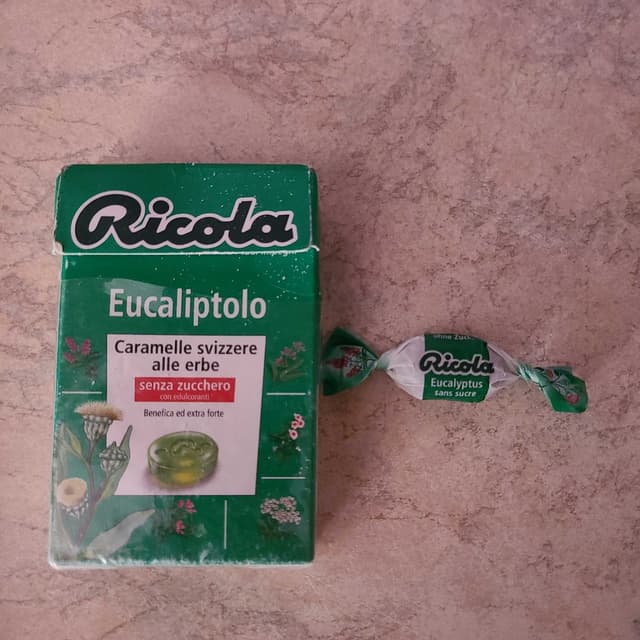 Ricola
Eucaliptolo
Caramelle svizzere
alle erbe
senza zucchero
con edulcoranti
Benefica ed extra forte
Ricola
Eucalyptus
sans sucre